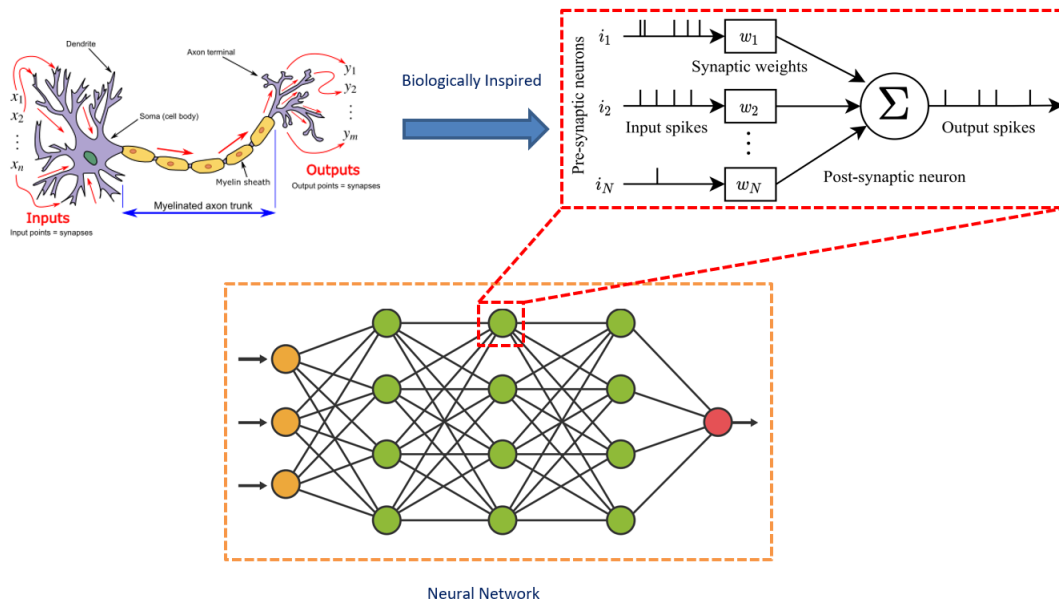 Dendrite
Axon terminal
Soma (cell body)
x1
x2
⋮
xn
y1
y2
⋮
ym
Myelin sheath
Myelinated axon trunk
Inputs
Input points = synapses
Outputs
Output points = synapses
Biologically Inspired
Pre-synaptic neurons
i1
w1
Synaptic weights
i2
w2
Input spikes
⋮
iN
wN
Σ
Output spikes
Post-synaptic neuron
Neural Network